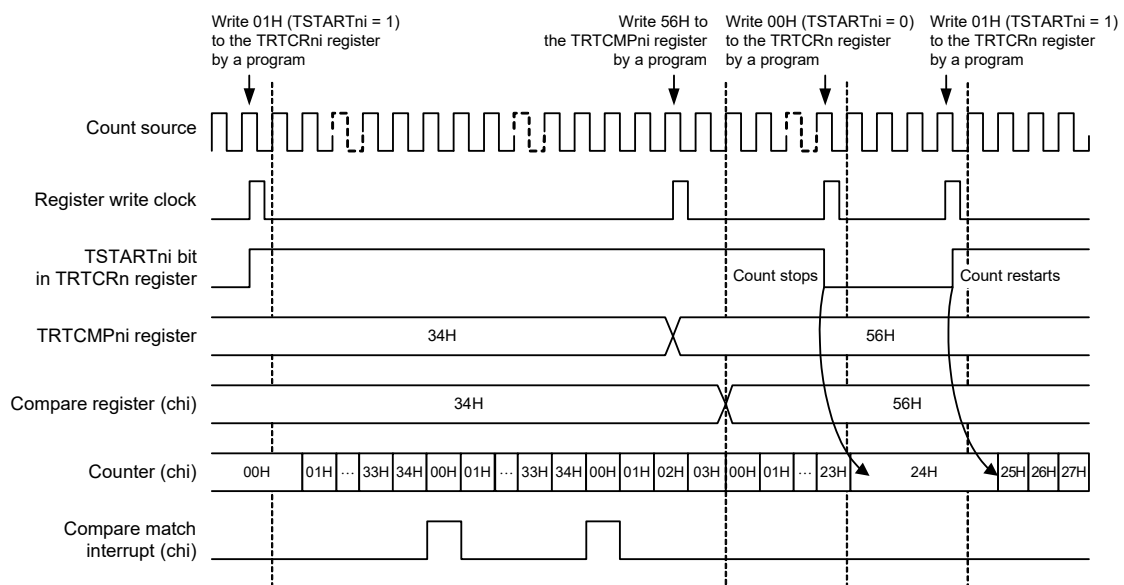 Write 01H (TSTARTni = 1)
to the TRTCRni register
by a program
Write 56H to
the TRTCMPni register
by a program
Write 00H (TSTARTni = 0)
to the TRTCRn register
by a program
Write 01H (TSTARTni = 1)
to the TRTCRn register
by a program
Count source
Register write clock
TSTARTni bit
in TRTCRn register
Count stops
Count restarts
TRTCMPni register
34H
56H
Compare register (chi)
34H
56H
Counter (chi)
00H 01H ... 33H 34H 00H 01H ... 33H 34H 00H 01H 02H 03H 00H 01H ... 23H 24H 25H 26H 27H
Compare match
interrupt (chi)